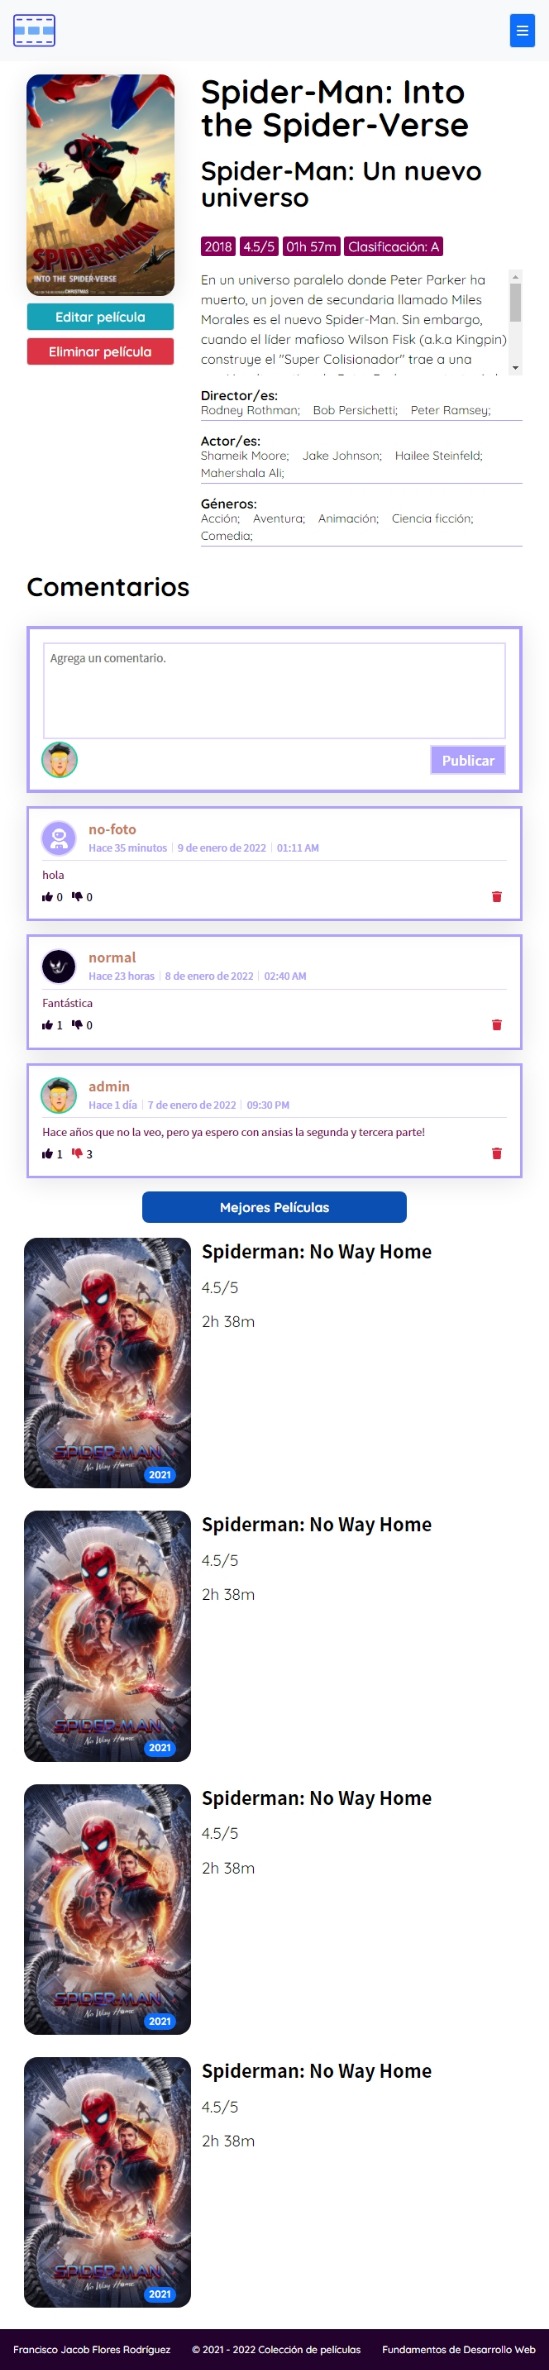 SPIDER-MAN
INTO THE SPIDER-VERSE
CHRISTMAS
Editar película
Eliminar película
Spider-Man: Into
the Spider-Verse
Spider-Man: Un nuevo
universo
2018 4.5/5 01h 57m Clasificación: A
En un universo paralelo donde Peter Parker ha
muerto, un joven de secundaria llamado Miles
Morales es el nuevo Spider-Man. Sin embargo,
cuando el líder mafioso Wilson Fisk (a.k.a Kingpin)
construye el "Super Colisionador" trae a una
Director/es:
Rodney Rothman; Bob Persichetti; Peter Ramsey;
Actor/es:
Shameik Moore; Jake Johnson; Hailee Steinfeld;
Mahershala Ali;
Géneros:
Acción; Aventura; Animación; Ciencia ficción;
Comedia;
Comentarios
Agrega un comentario.
Publicar
no-foto
Hace 35 minutos | 9 de enero de 2022 | 01:11 AM
hola
0 0
normal
Hace 23 horas | 8 de enero de 2022 | 02:40 AM
Fantástica
1 0
admin
Hace 1 día | 7 de enero de 2022 | 09:30 PM
Hace años que no la veo, pero ya espero con ansias la segunda y tercera parte!
1 3
Mejores Películas
SPIDER-MAN
No Way Home
2021
Spiderman: No Way Home
4.5/5
2h 38m
SPIDER-MAN
No Way Home
2021
Spiderman: No Way Home
4.5/5
2h 38m
SPIDER-MAN
No Way Home
2021
Spiderman: No Way Home
4.5/5
2h 38m
SPIDER-MAN
No Way Home
2021
Spiderman: No Way Home
4.5/5
2h 38m
Francisco Jacob Flores Rodríguez © 2021 - 2022 Colección de películas Fundamentos de Desarrollo Web